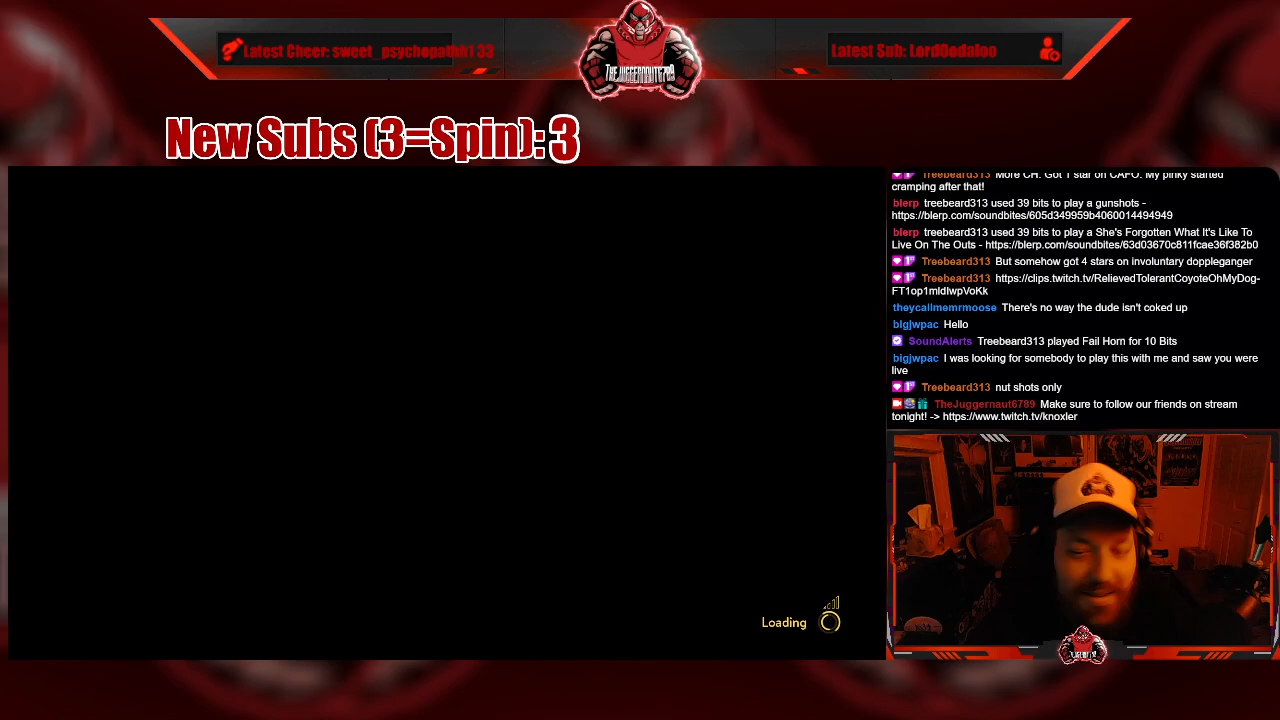 Latest Cheer: sweet_psychopathh133
THEJUGGERNAUT6789
Latest Sub: LordOodaloo
New Subs (3=Spin): 3
Treebeard313 More CH. Got 1 star on CAFO. My pinky started
cramping after that!
blerp treebeard313 used 39 bits to play a gunshots -
https://blerp.com/soundbites/605d349959b4060014494949
blerp treebeard313 used 39 bits to play a She's Forgotten What It's Like To
Live On The Outs - https://blerp.com/soundbites/63d03670c811fcae36f382b0
Treebeard313 But somehow got 4 stars on involuntary doppleganger
Treebeard313 https://clips.twitch.tv/RelievedTolerantCoyoteOhMyDog-
FT1op1mldlwpVoKk
theycallmemrmoose There's no way the dude isn't coked up
bigjwpac Hello
SoundAlerts Treebeard313 played Fail Horn for 10 Bits
bigjwpac I was looking for somebody to play this with me and saw you were
live
Treebeard313 nut shots only
TheJuggernaut6789 Make sure to follow our friends on stream
tonight! -> https://www.twitch.tv/knoxler
Loading